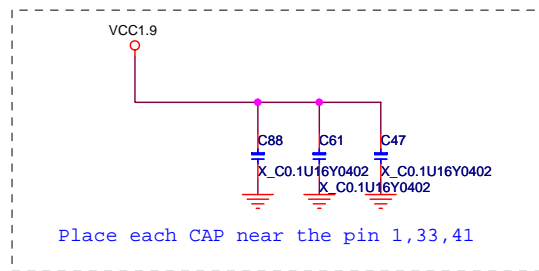 VCC1.9
C88 C61 C47
X_C0.1U16Y0402 X_C0.1U16Y0402
X_C0.1U16Y0402
Place each CAP near the pin 1,33,41